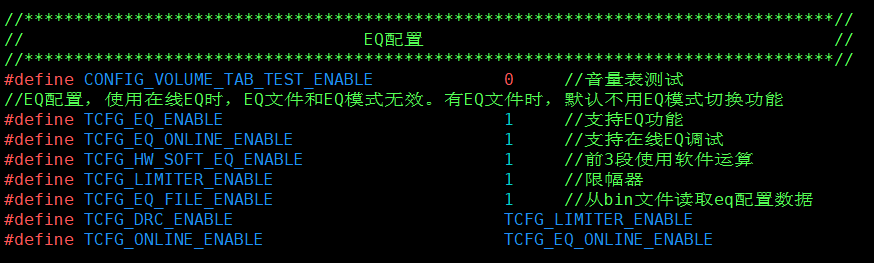 //*********************************************************************************//
//                                  EQ配置                                         //
//*********************************************************************************//
#define CONFIG_VOLUME_TAB_TEST_ENABLE             0     //音量表测试
//EQ配置，使用在线EQ时，EQ文件和EQ模式无效。有EQ文件时，默认不用EQ模式切换功能
#define TCFG_EQ_ENABLE                            1     //支持EQ功能
#define TCFG_EQ_ONLINE_ENABLE                     1     //支持在线EQ调试
#define TCFG_HW_SOFT_EQ_ENABLE                    1     //前3段使用软件运算
#define TCFG_LIMITER_ENABLE                       1     //限幅器
#define TCFG_EQ_FILE_ENABLE                       1     //从bin文件读取eq配置数据
#define TCFG_DRC_ENABLE                           TCFG_LIMITER_ENABLE
#define TCFG_ONLINE_ENABLE                        TCFG_EQ_ONLINE_ENABLE